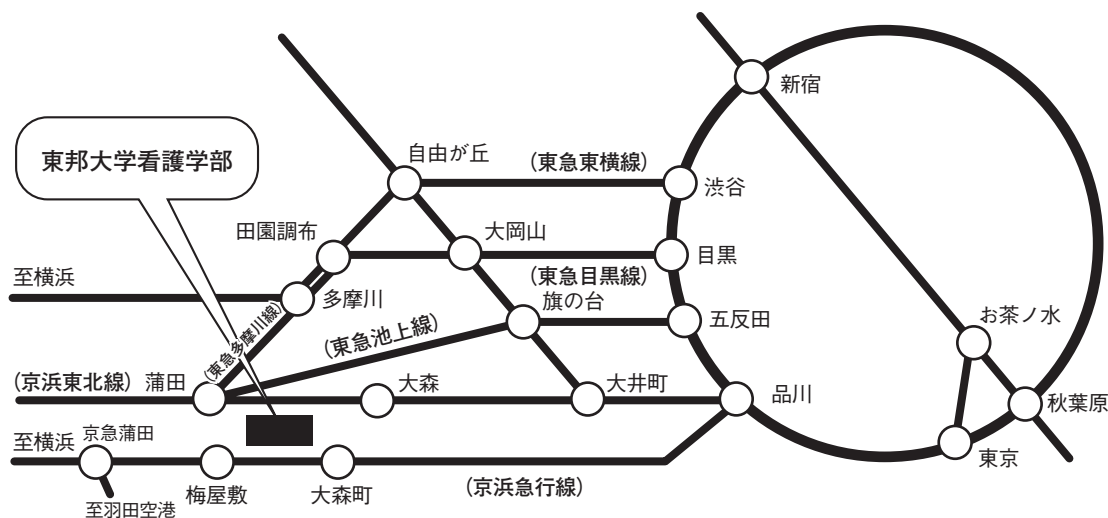 新宿
自由が丘
(東急東横線)
東邦大学看護学部
渋谷
田園調布
大岡山
目黒
(東急目黒線)
至横浜
多摩川
旗の台
五反田
お茶ノ水
(東急多摩川線)
(東急池上線)
(京浜東北線)
蒲田
大森
大井町
品川
秋葉原
京急蒲田
至横浜
東京
(京浜急行線)
梅屋敷
大森町
至羽田空港